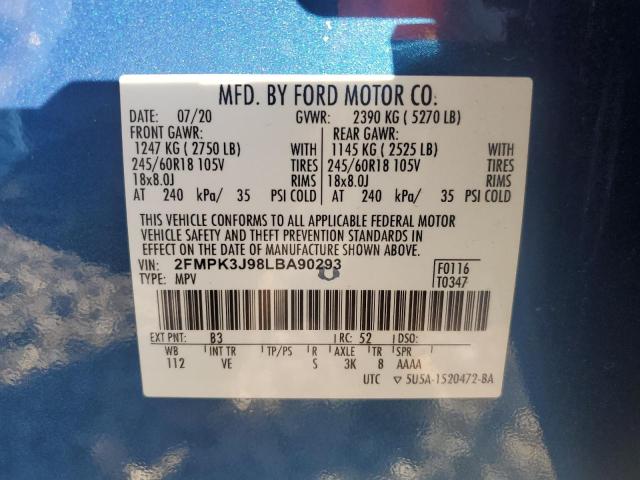 MFD. BY FORD MOTOR CO.
DATE: 07/20 GVWR: 2390 KG ( 5270 LB)
FRONT GAWR: REAR GAWR:
1247 KG ( 2750 LB) WITH 1145 KG ( 2525 LB) WITH
245/60R18 105V TIRES 245/60R18 105V TIRES
18x8.0J RIMS 18x8.0J RIMS
AT 240 kPa/ 35 PSI COLD AT 240 kPa/ 35 PSI COLD
THIS VEHICLE CONFORMS TO ALL APPLICABLE FEDERAL MOTOR
VEHICLE SAFETY AND THEFT PREVENTION STANDARDS IN
EFFECT ON THE DATE OF MANUFACTURE SHOWN ABOVE.
VIN: 2FMPK3J98LBA90293 F0116
TYPE: MPV T0347
EXT PNT: B3 RC: 52 DSO:
WB INT TR TP/PS R AXLE TR SPR
112 VE S 3K 8 AAAA
UTC ▽ 5U5A-1520472-BA